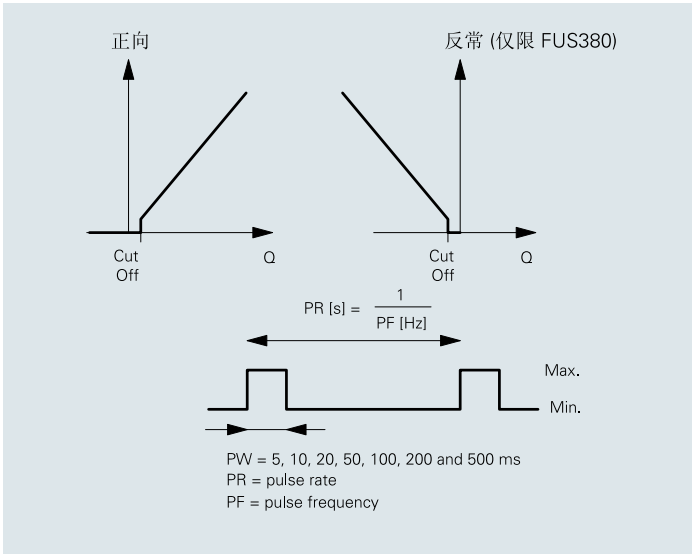 正向
反常 (仅限 FUS380)
Cut
Off
Q
Cut
Off
Q
PR [s] = 1 / PF [Hz]
Max.
Min.
PW = 5, 10, 20, 50, 100, 200 and 500 ms
PR = pulse rate
PF = pulse frequency